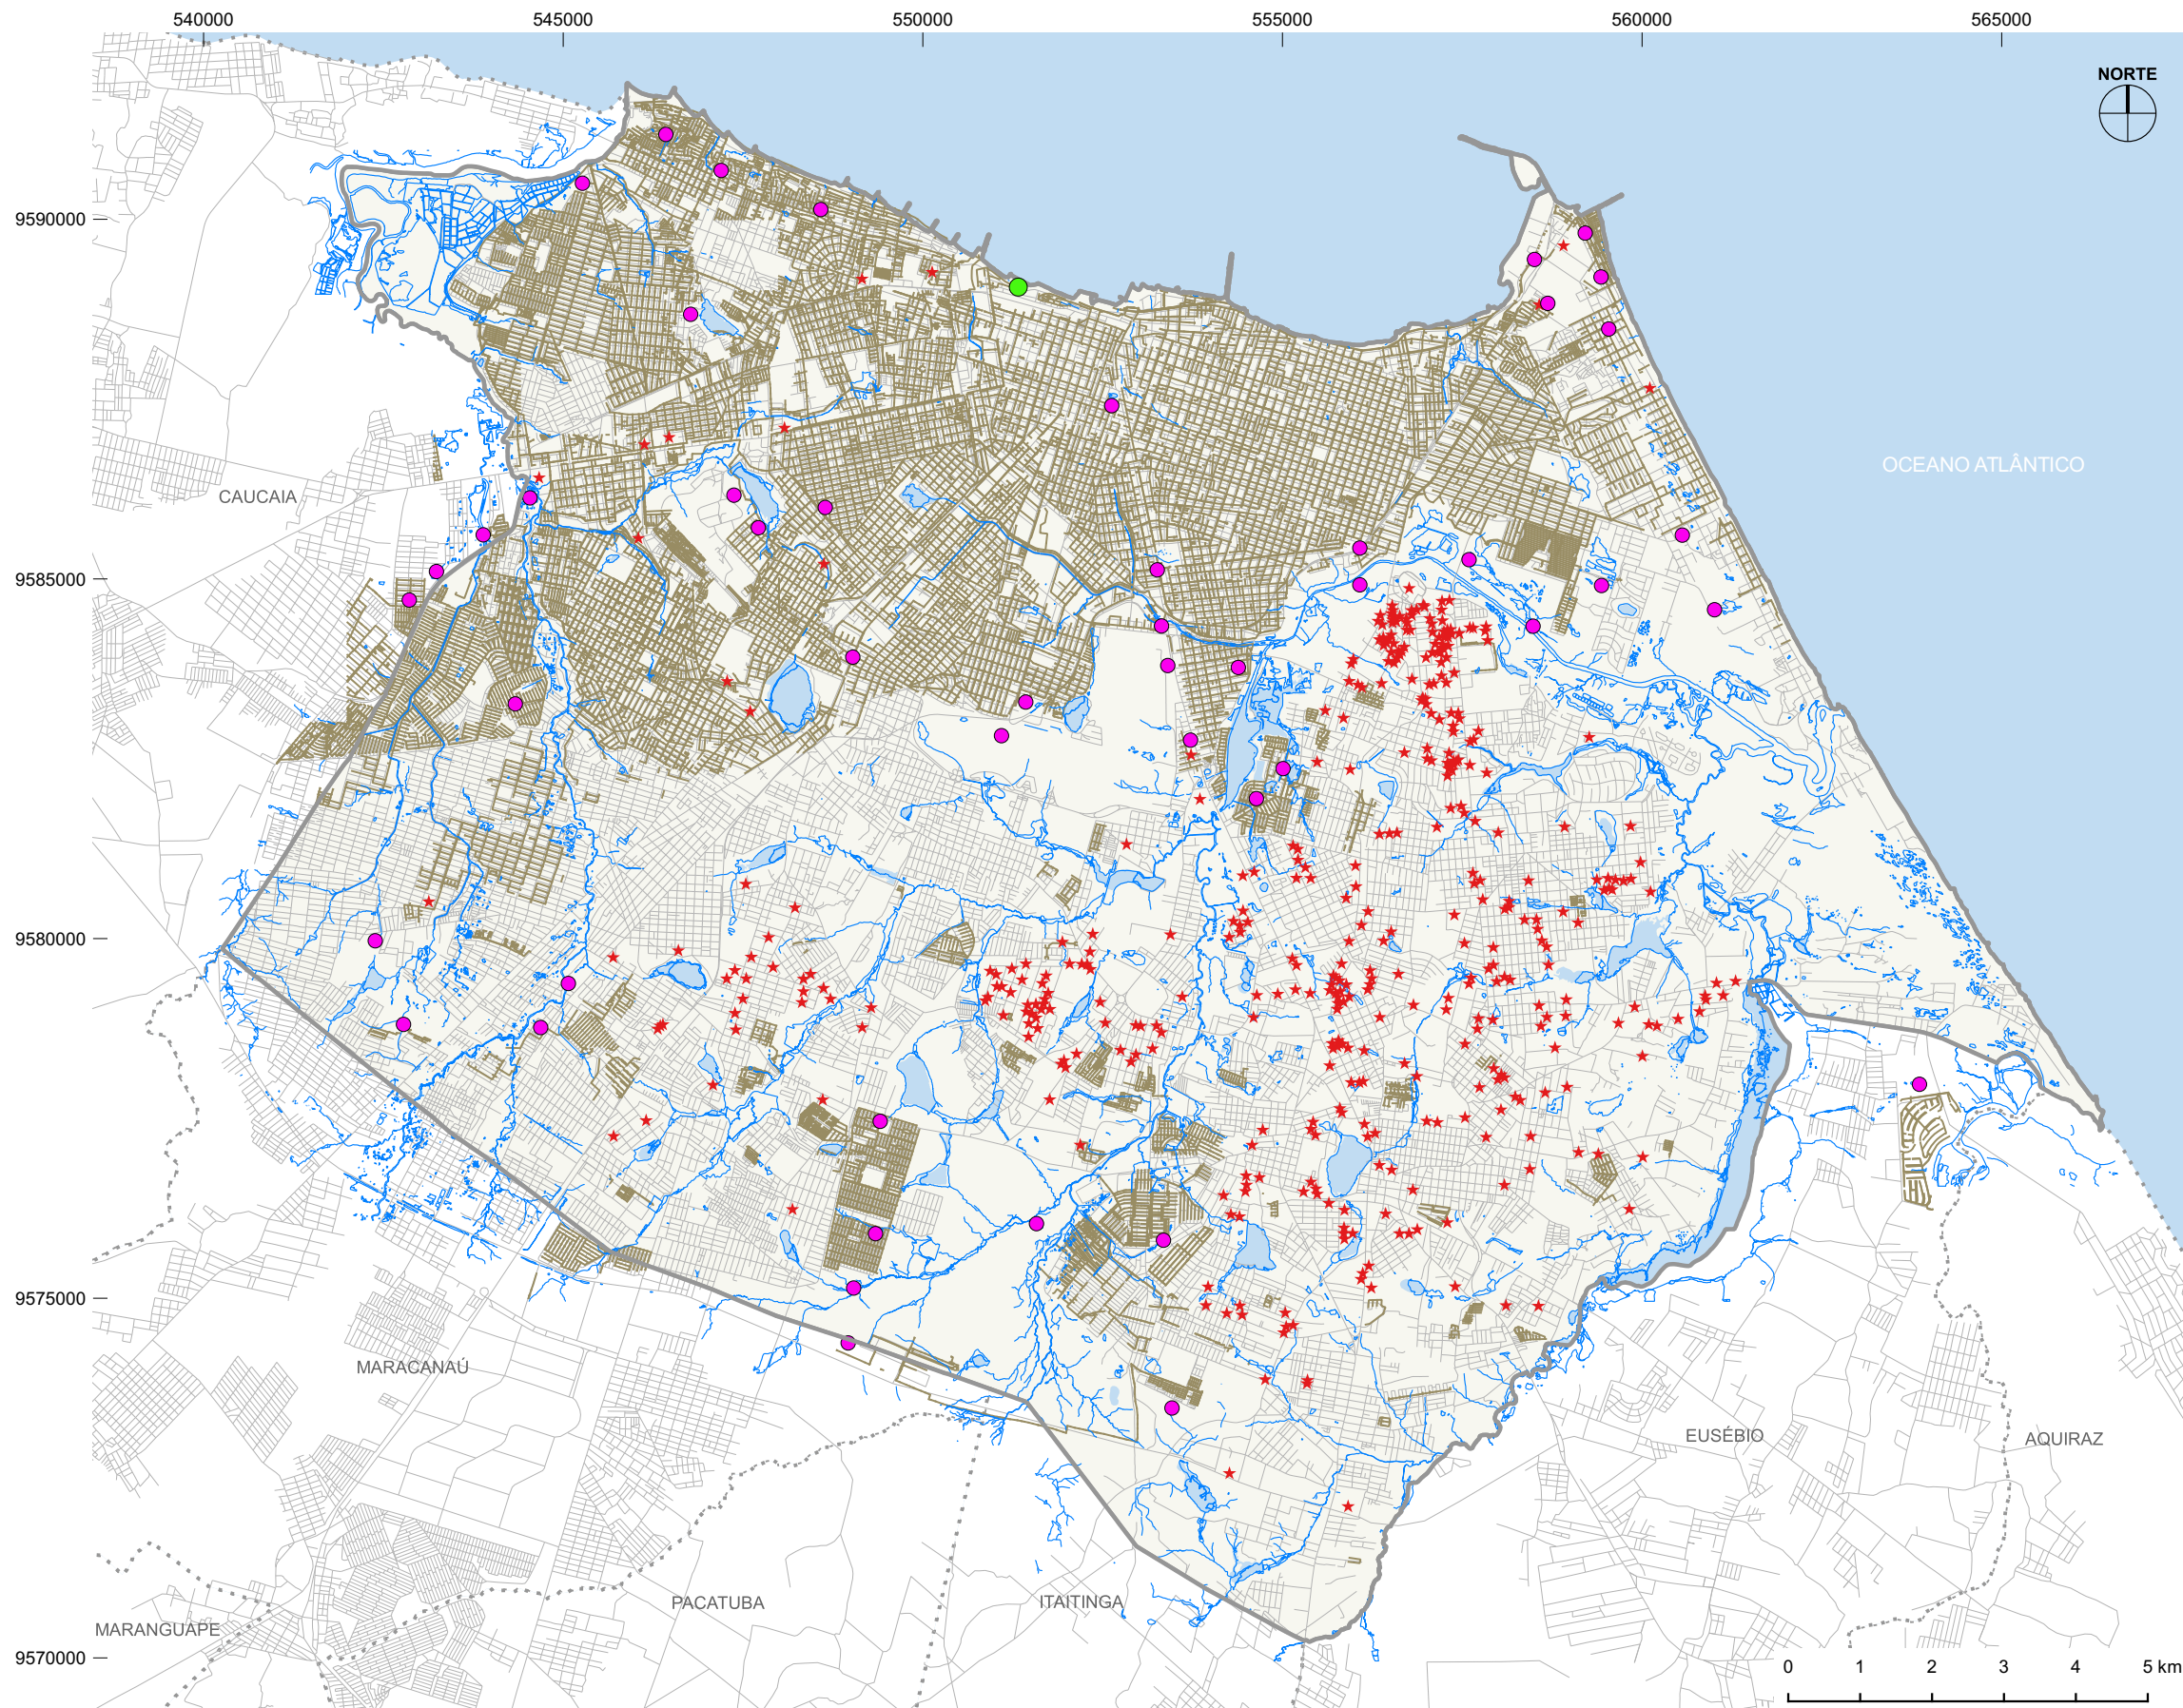 540000 545000 550000 555000 560000 565000
NORTE
9590000
OCEANO ATLÂNTICO
CAUCAIA
9585000
9580000
9575000
MARACANAÚ
EUSÉBIO
AQUIRAZ
PACATUBA
ITAITINGA
MARANGUAPE
9570000
0 1 2 3 4 5 km